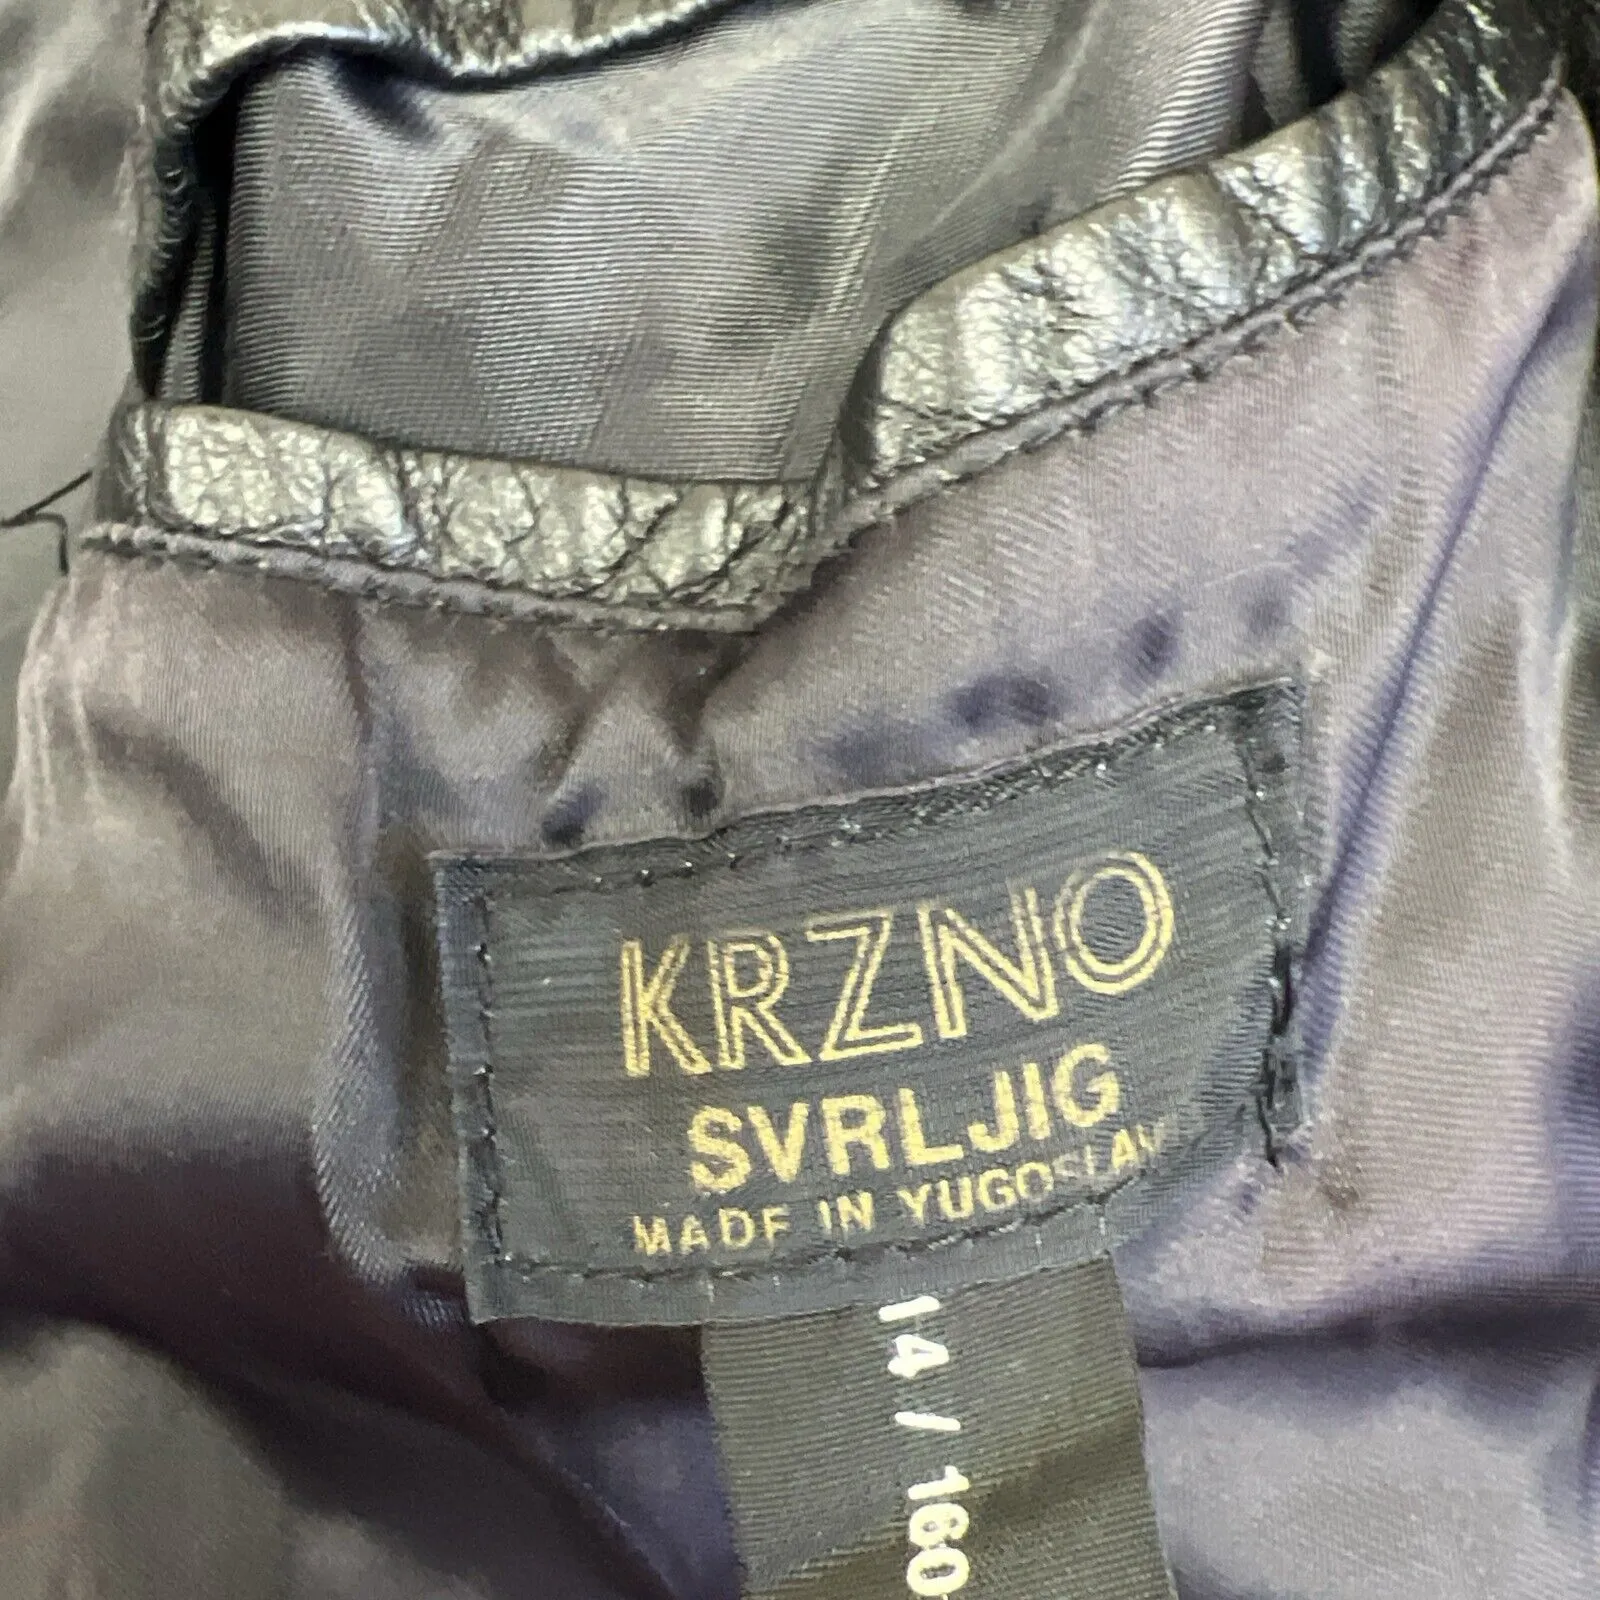 KRZNO
SVRLJIG
MADE IN YUGOSLAV
14 / 160